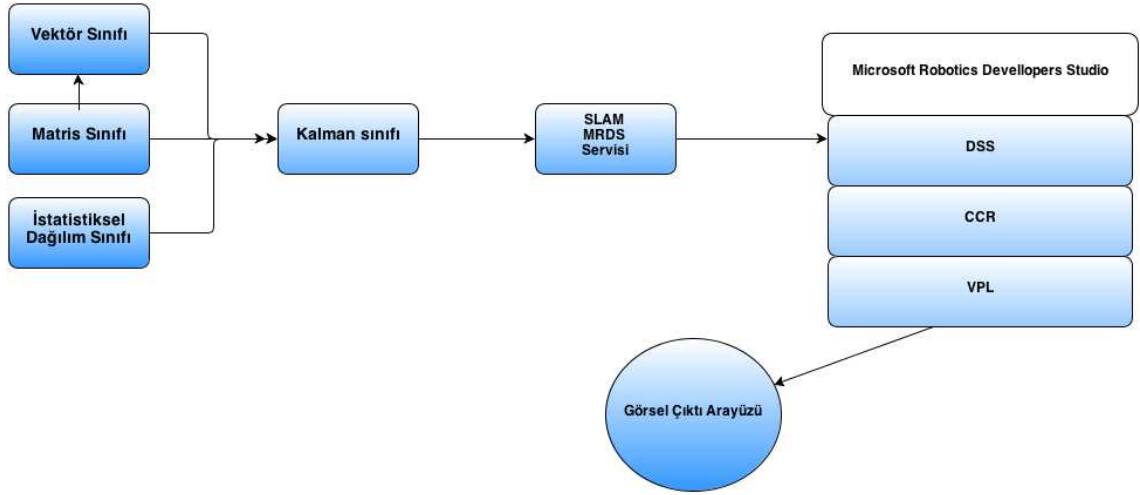 Vektör Sınıfı
Matris Sınıfı
İstatistiksel
Dağılım Sınıfı
Kalman sınıfı
SLAM
MRDS
Servisi
Microsoft Robotics Devellopers Studio
DSS
CCR
VPL
Görsel Çıktı Arayüzü